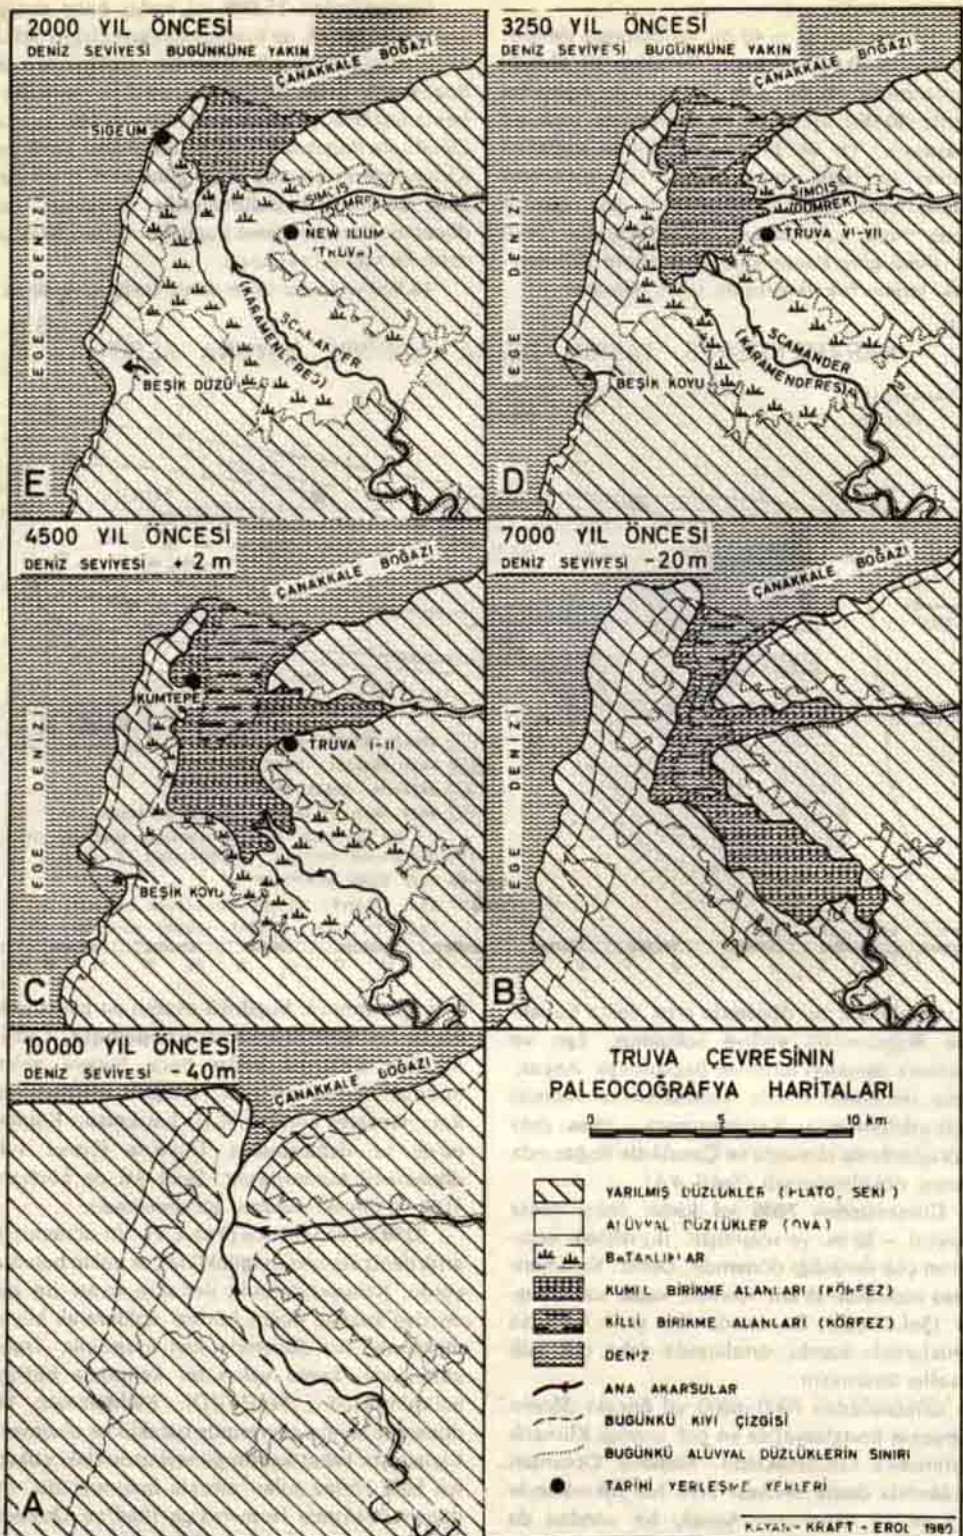 2000 YIL ÖNCESİ
DENİZ SEVİYESİ BUGÜNKÜNE YAKIN
ÇANAKKALE BOĞAZI
SIGEUM
SIMOIS
NEW ILIUM
EGE DENİZİ
SCAMANDER
BEŞİK DÜZÜ
E
3250 YIL ÖNCESİ
DENİZ SEVİYESİ BUGÜNKÜNE YAKIN
ÇANAKKALE BOĞAZI
SIMOIS
(DÜMREK)
TRUVA VI-VII
EGE DENİZİ
SCAMANDER
(KARAMENDERES)
BEŞİK KOYU
D
4500 YIL ÖNCESİ
DENİZ SEVİYESİ +2 m
ÇANAKKALE BOĞAZI
KUMTEPE
TRUVA I-II
EGE DENİZİ
BEŞİK KOYU
C
7000 YIL ÖNCESİ
DENİZ SEVİYESİ -20 m
ÇANAKKALE BOĞAZI
EGE DENİZİ
B
10000 YIL ÖNCESİ
DENİZ SEVİYESİ -40m
ÇANAKKALE BOĞAZI
A
TRUVA ÇEVRESİNİN
PALEOCOĞRAFYA HARİTALARI
0 5 10 km
YARILMIŞ DÜZLÜKLER (PLATO, SEKİ)
ALÜVYAL DÜZLÜKLER (OVA)
BATAKLIKLAR
KUMLU BİRİKME ALANLARI (KÖRFEZ)
KİLLİ BİRİKME ALANLARI (KÖRFEZ)
DENİZ
ANA AKARSULAR
BUGÜNKÜ KIYI ÇİZGİSİ
BUGÜNKÜ ALÜVYAL DÜZLÜKLERİN SINIRI
TARİHİ YERLEŞME YERLERİ
KAYAN - KRAFT - EROL 1980